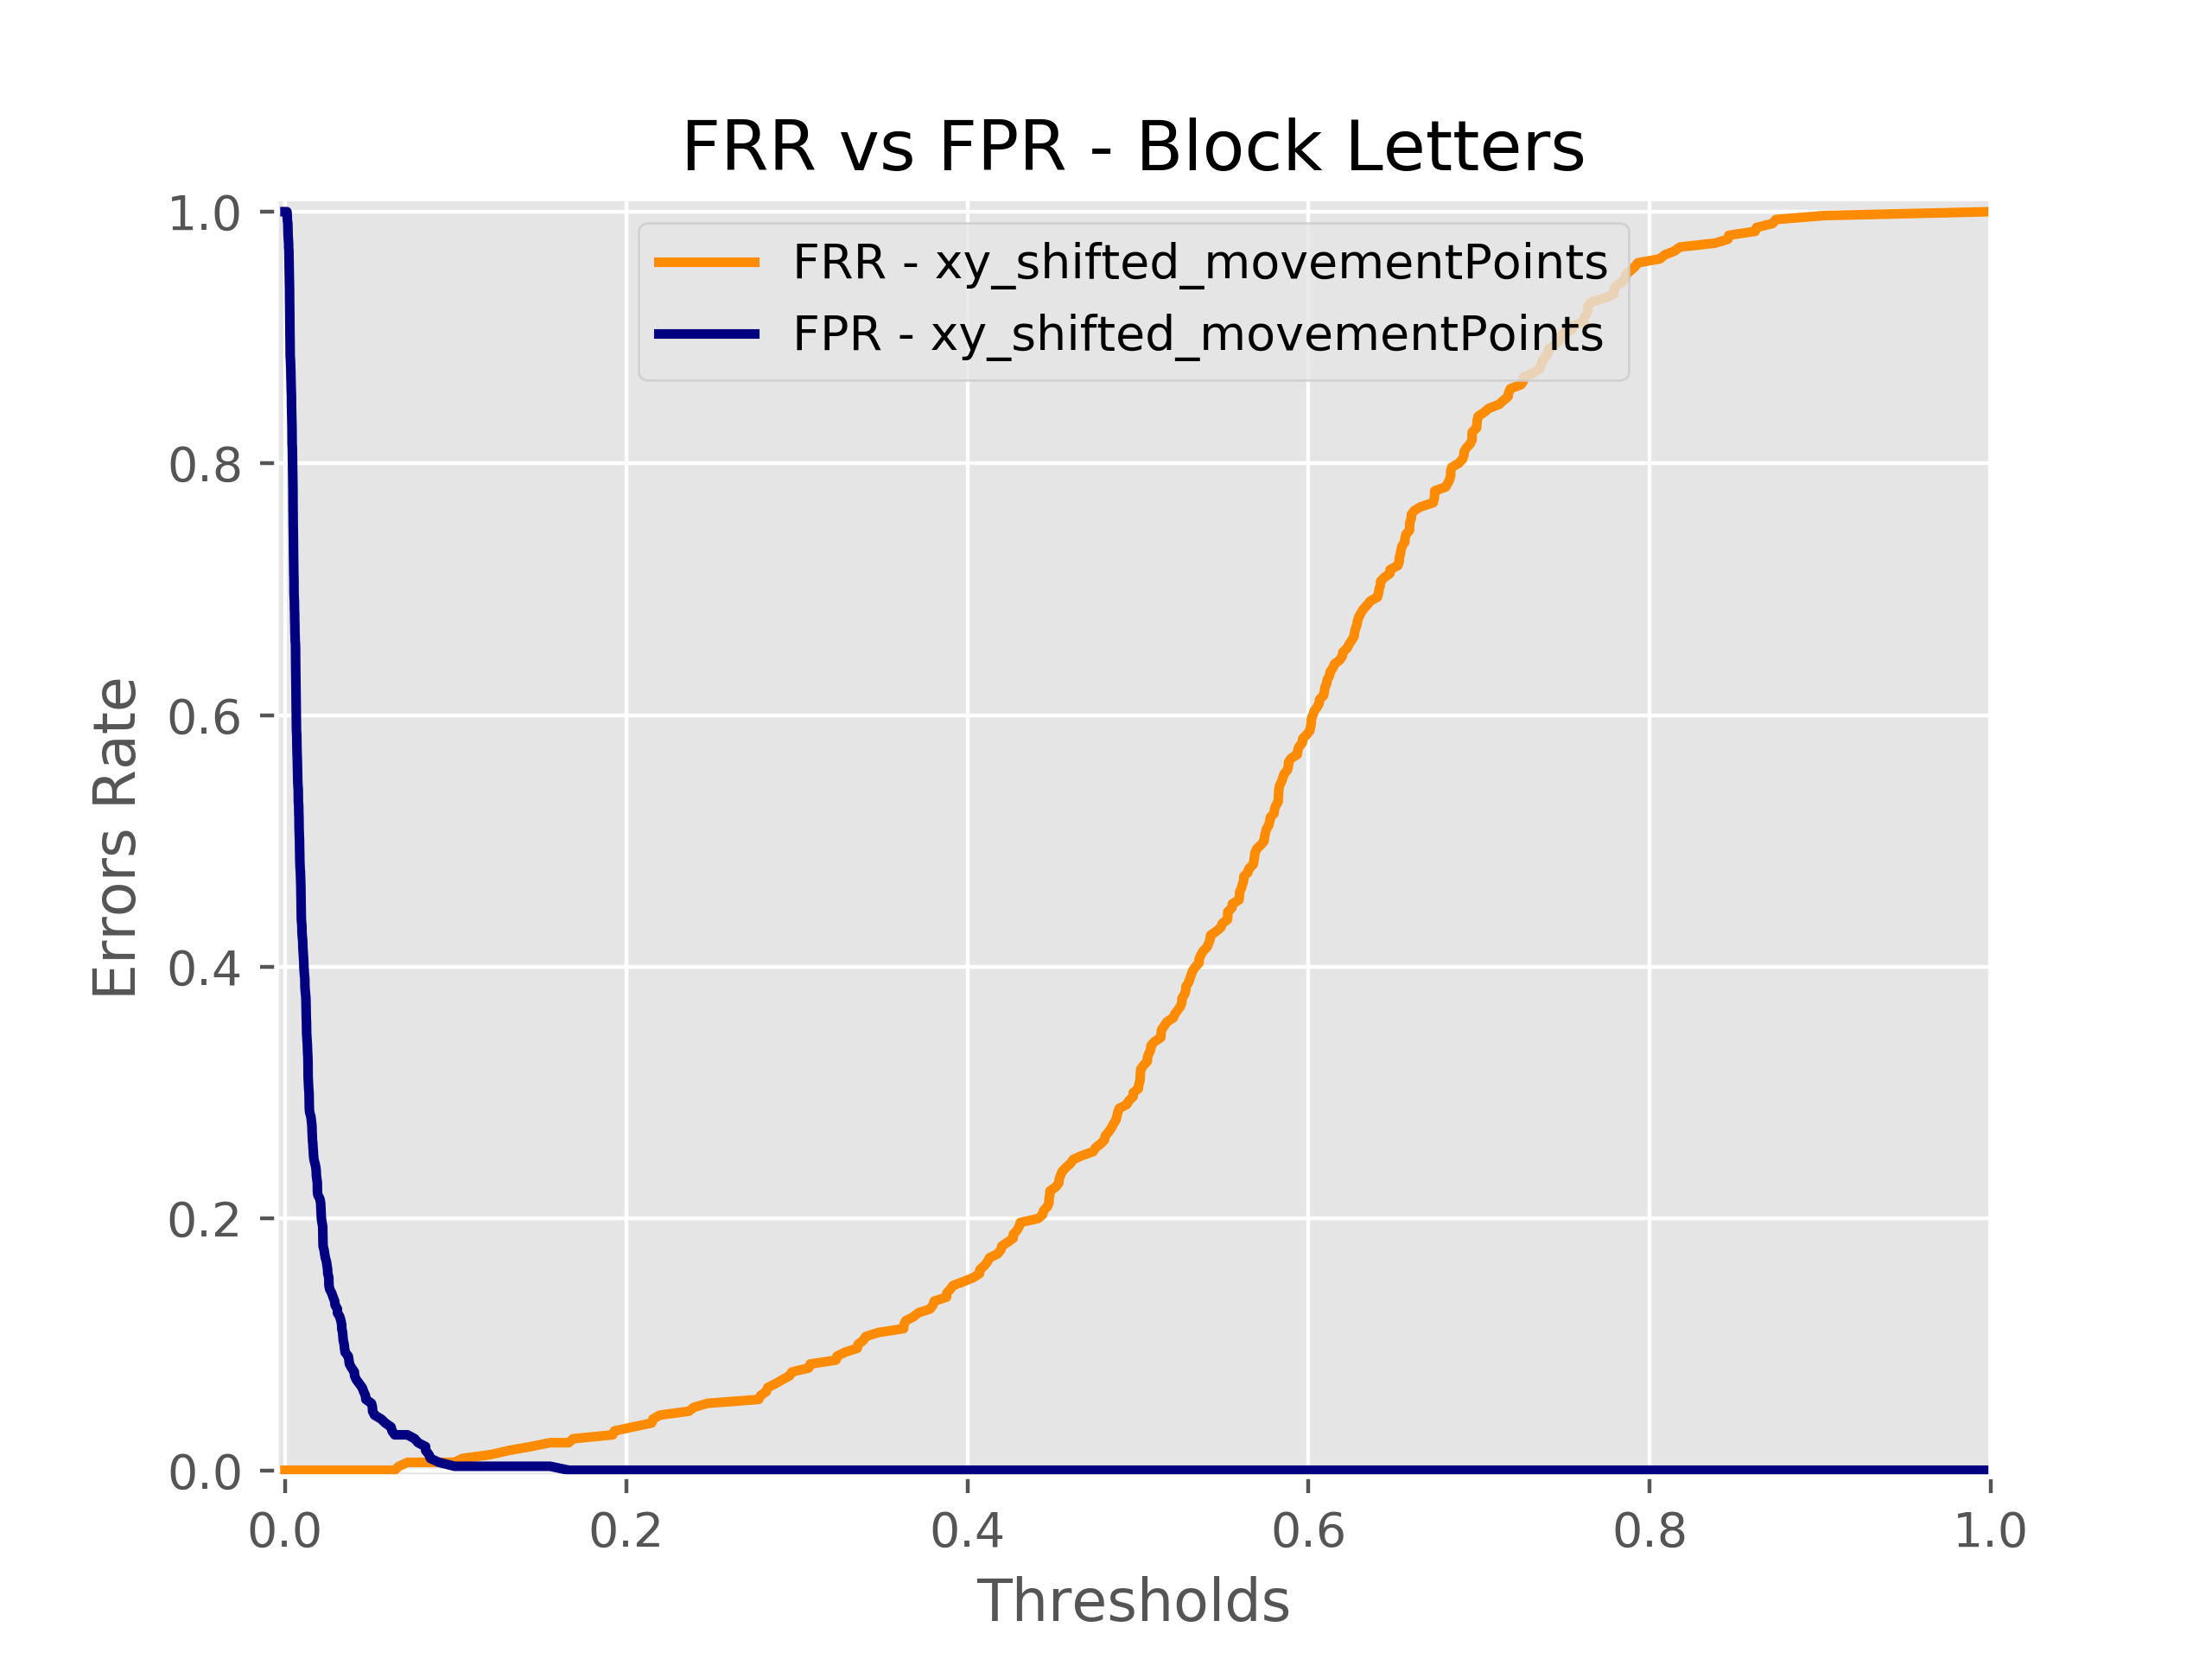 FRR vs FPR - Block Letters
FRR - xy_shifted_movementPoints
FPR - xy_shifted_movementPoints
1.0
0.8
0.6
0.4
0.2
0.0
Errors Rate
0.0 0.2 0.4 0.6 0.8 1.0
Thresholds